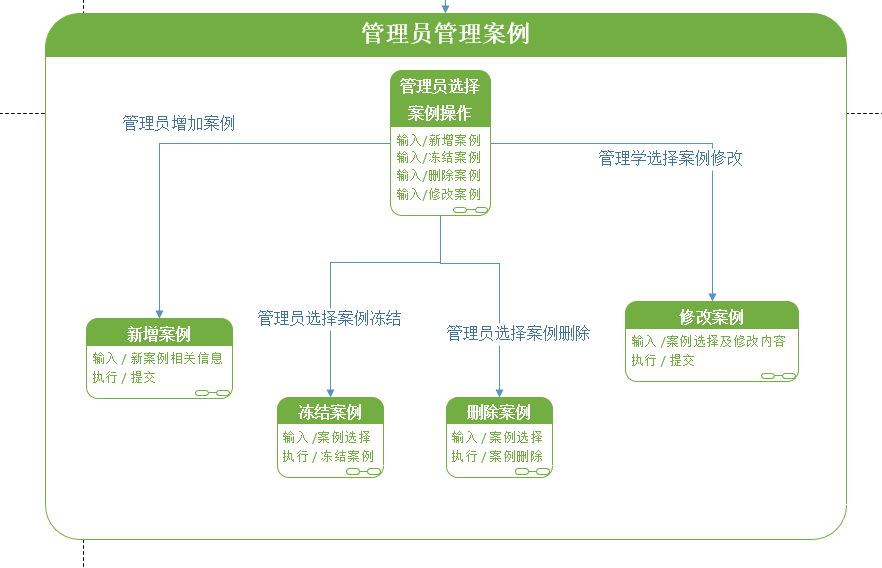 管理员管理案例
管理员选择
案例操作
输入/新增案例
输入/冻结案例
输入/删除案例
输入/修改案例
管理员增加案例
管理学选择案例修改
管理员选择案例冻结
管理员选择案例删除
新增案例
输入 / 新案例相关信息
执行 / 提交
修改案例
输入 /案例选择及修改内容
执行 / 提交
冻结案例
输入 /案例选择
执行 / 冻结案例
删除案例
输入 / 案例选择
执行 / 案例删除